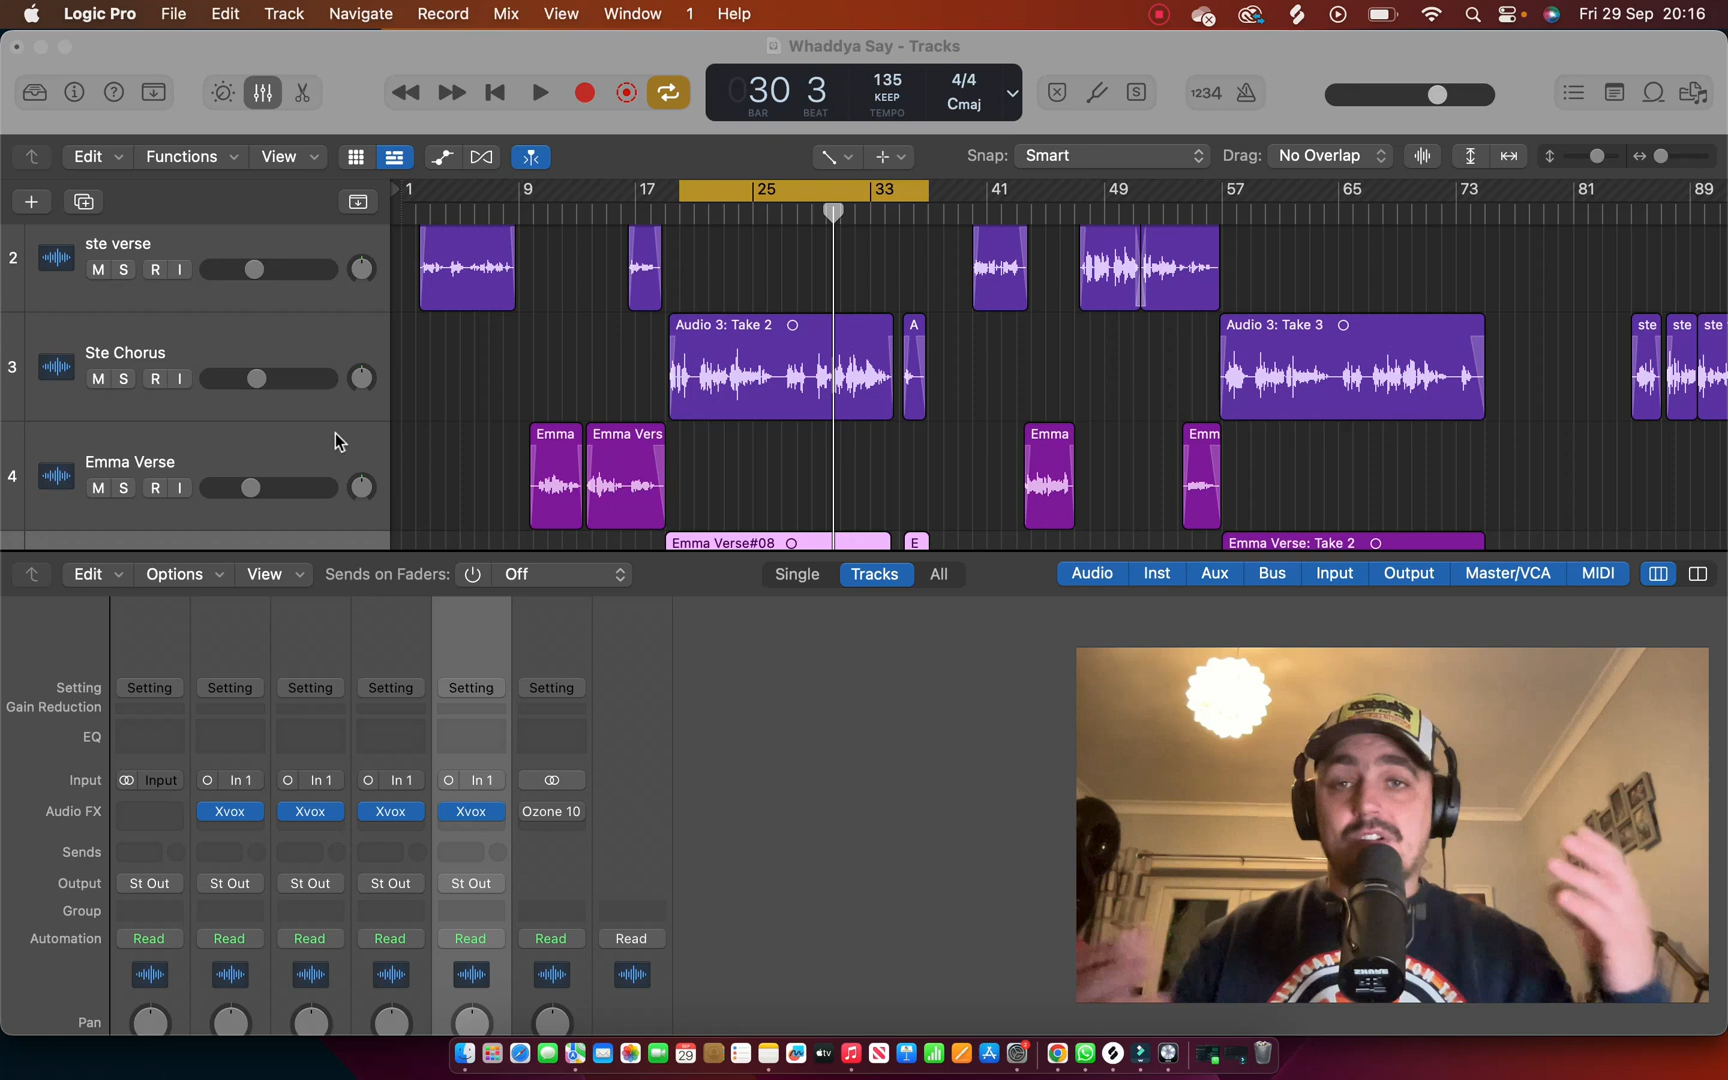 Logic Pro File Edit Track Navigate Record Mix View Window 1 Help Fri 29 Sep 20:16
Whaddya Say - Tracks
030 3 135 4/4
KEEP Cmaj
BAR BEAT TEMPO
S 1234
Edit Functions View Snap: Smart Drag: No Overlap
1 9 17 25 33 41 49 57 65 73 81 89
2 ste verse
M S R I
Audio 3: Take 2 A Audio 3: Take 3 ste ste ste
3 Ste Chorus
M S R I
Emma Emma Vers Emma Emm
4 Emma Verse
M S R I
Emma Verse#08 E Emma Verse: Take 2
Edit Options View Sends on Faders: Off Single Tracks All Audio Inst Aux Bus Input Output Master/VCA MIDI
Setting Setting Setting Setting Setting Setting Setting
Gain Reduction
EQ
Input Input In 1 In 1 In 1 In 1
Audio FX Xvox Xvox Xvox Xvox Ozone 10
Sends
Output St Out St Out St Out St Out St Out
Group
Automation Read Read Read Read Read Read Read
Pan
SHURE
SEP
29
tv